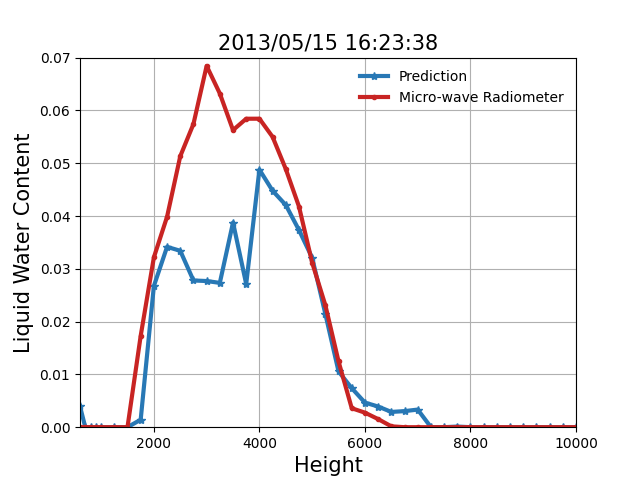 2013/05/15 16:23:38
Prediction
Micro-wave Radiometer
Liquid Water Content
0.07
0.06
0.05
0.04
0.03
0.02
0.01
0.00
2000 4000 6000 8000 10000
Height